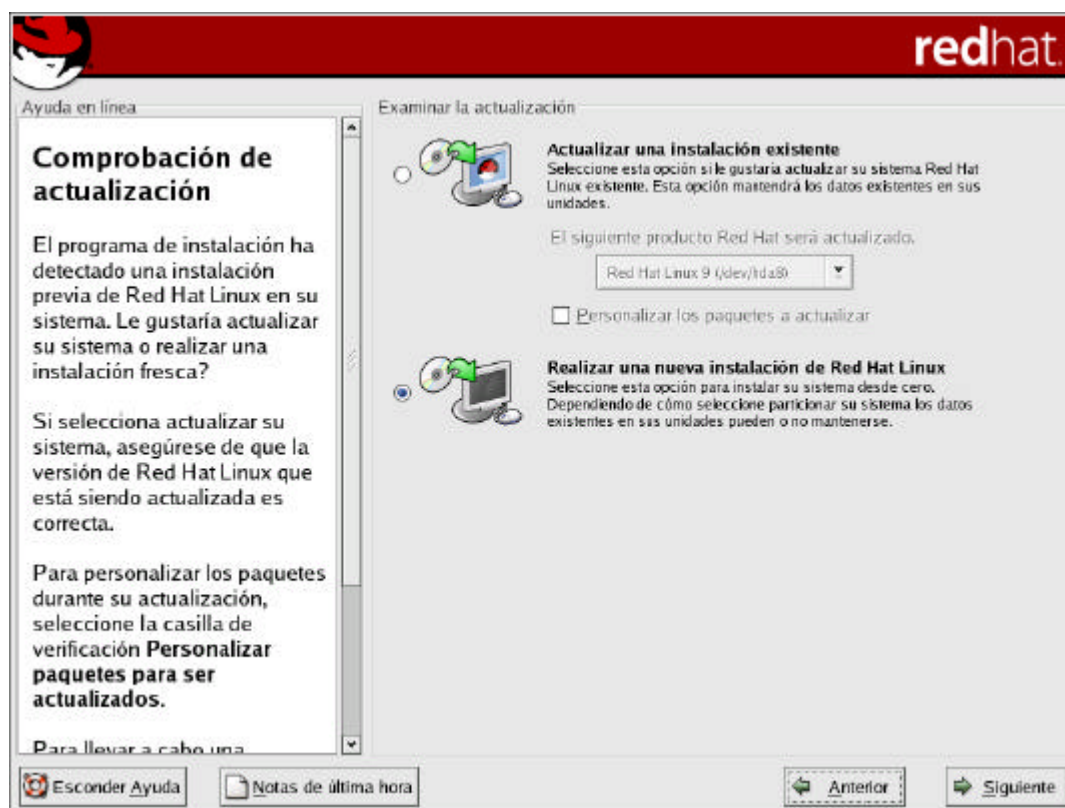 redhat.
Ayuda en línea
Comprobación de
actualización
El programa de instalación ha
detectado una instalación
previa de Red Hat Linux en su
sistema. Le gustaría actualizar
su sistema o realizar una
instalación fresca?
Si selecciona actualizar su
sistema, asegúrese de que la
versión de Red Hat Linux que
está siendo actualizada es
correcta.
Para personalizar los paquetes
durante su actualización,
seleccione la casilla de
verificación Personalizar
paquetes para ser
actualizados.
Para llevar a cabo una
Examinar la actualización
Actualizar una instalación existente
Seleccione esta opción si le gustaría actualizar su sistema Red Hat
Linux existente. Esta opción mantendrá los datos existentes en sus
unidades.
El siguiente producto Red Hat será actualizado.
Red Hat Linux 9 (/dev/hda8)
Personalizar los paquetes a actualizar
Realizar una nueva instalación de Red Hat Linux
Seleccione esta opción para instalar su sistema desde cero.
Dependiendo de cómo seleccione particionar su sistema los datos
existentes en sus unidades pueden o no mantenerse.
Esconder Ayuda
Notas de última hora
Anterior
Siguiente